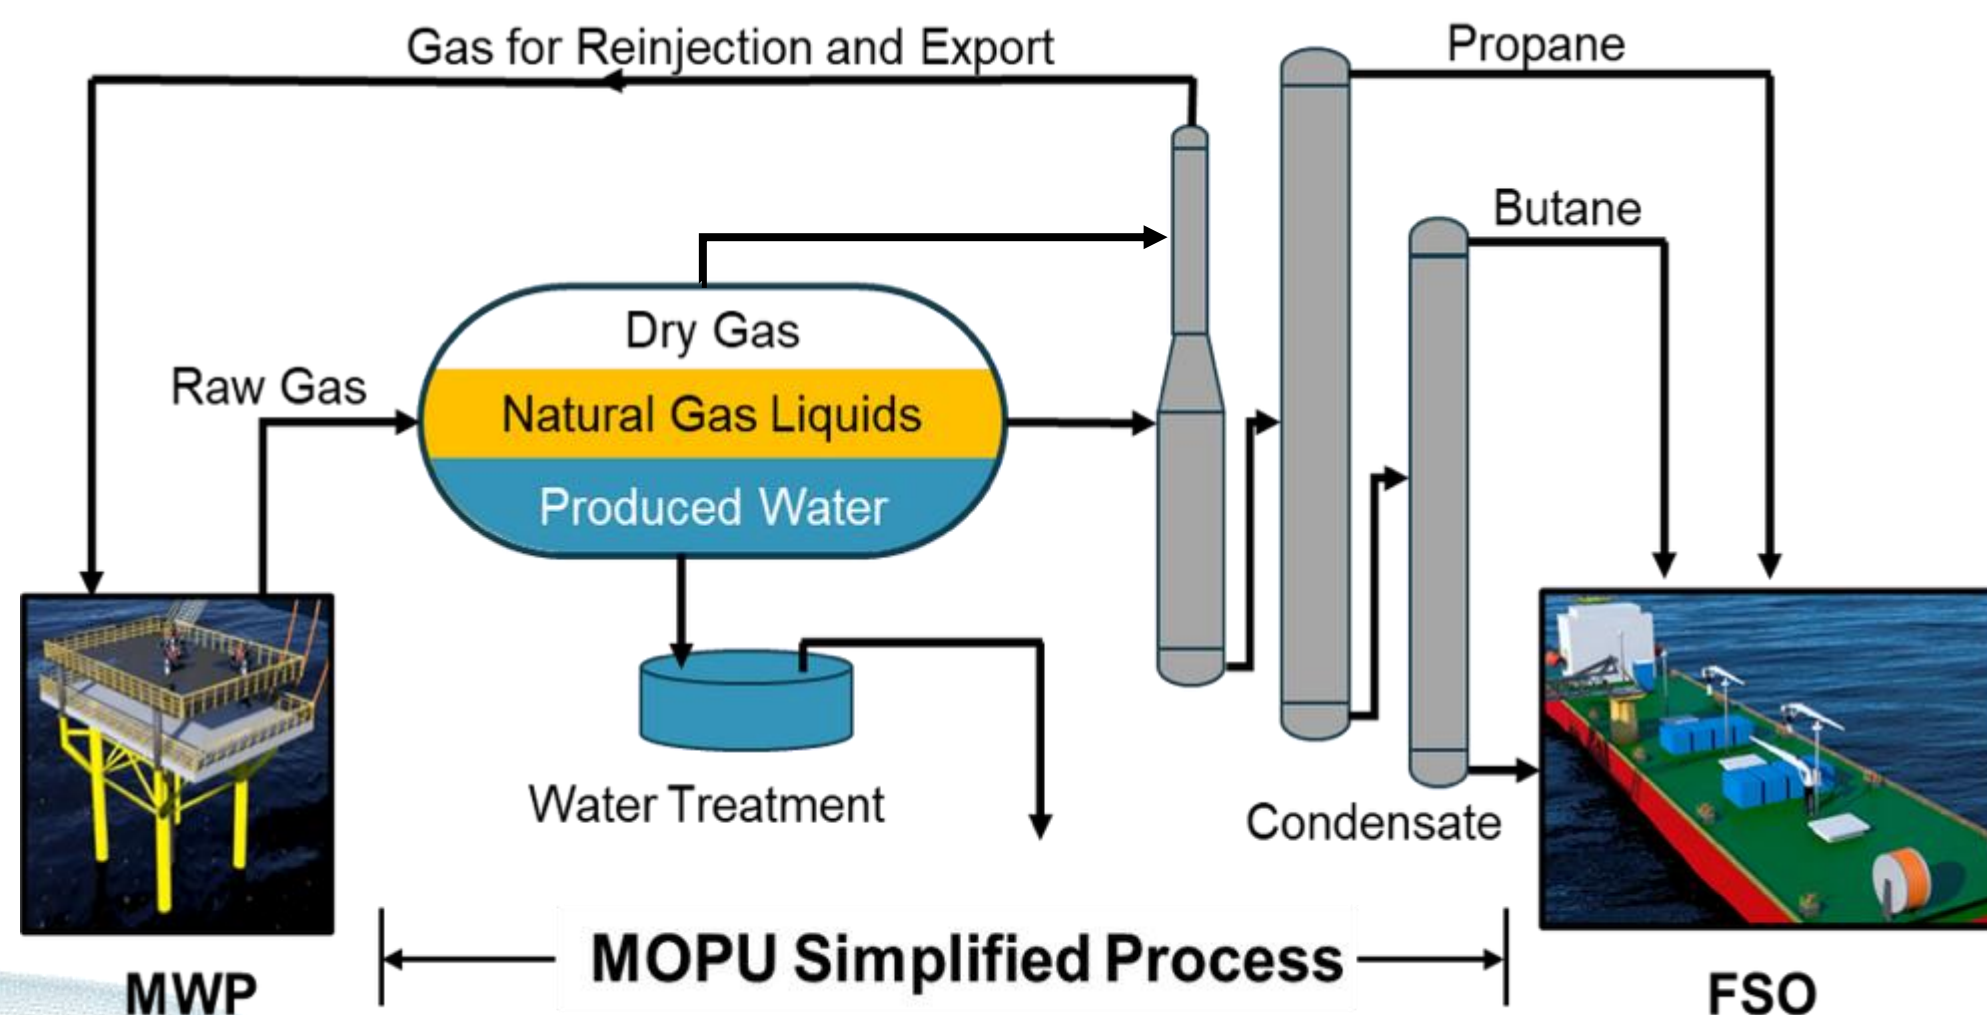 Gas for Reinjection and Export
Propane
Butane
Dry Gas
Raw Gas
Natural Gas Liquids
Produced Water
Water Treatment
Condensate
MOPU Simplified Process
MWP
FSO